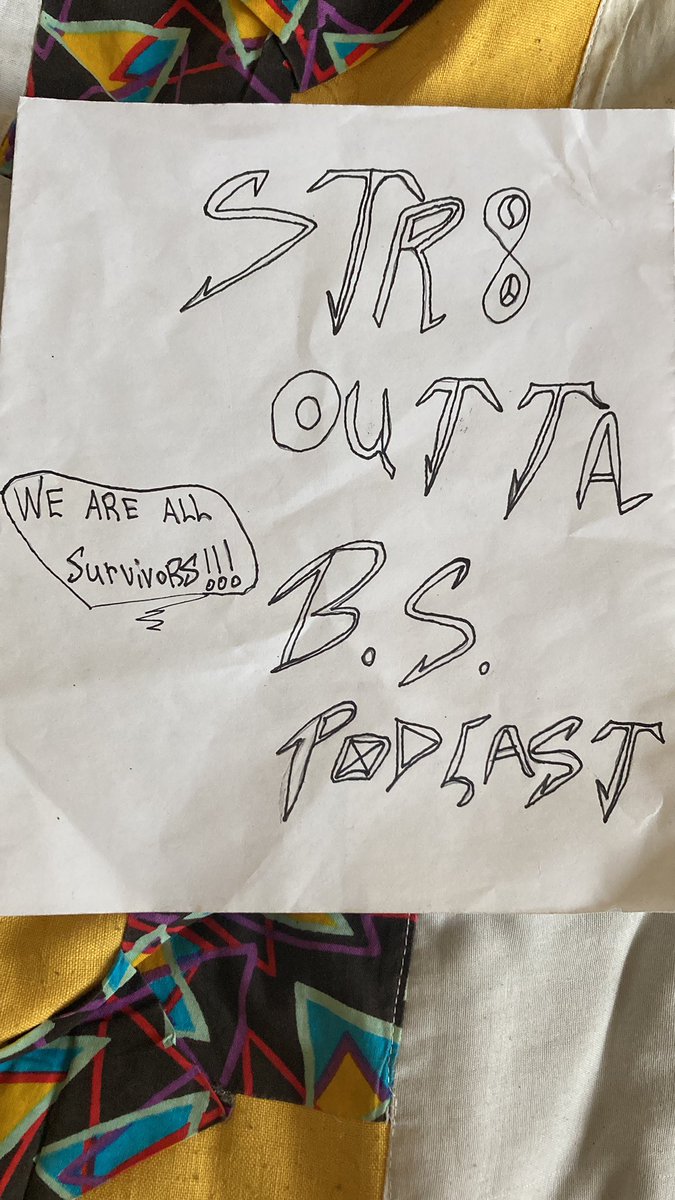 STR8
OUTTA
B.S.
PODCAST
WE ARE ALL
SurvivoRS!!!